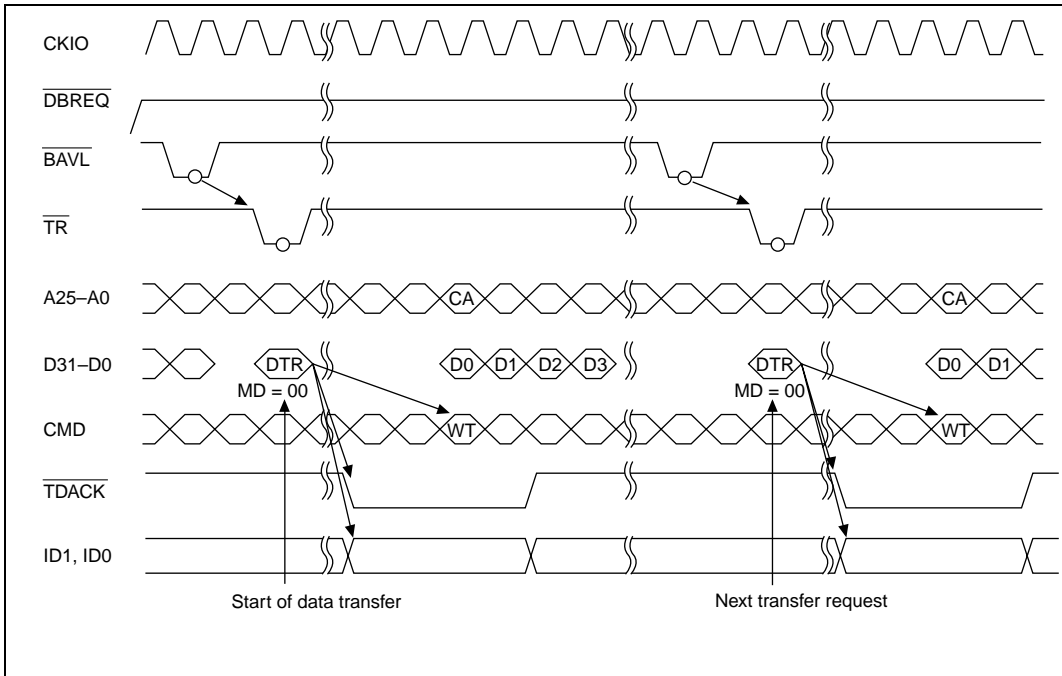 CKIO
DBREQ
BAVL
TR
A25–A0 CA CA
D31–D0 DTR D0 D1 D2 D3 DTR D0 D1
MD = 00 MD = 00
CMD WT WT
TDACK
ID1, ID0
Start of data transfer Next transfer request